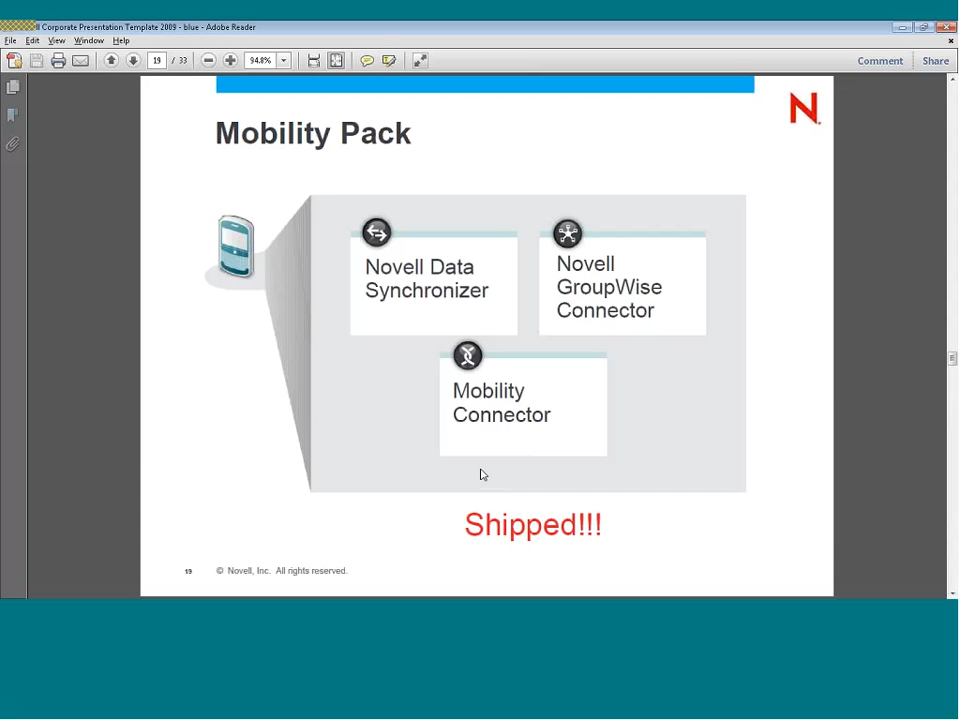 ll Corporate Presentation Template 2009 - blue - Adobe Reader
File Edit View Window Help
19 / 33 94.8% Comment Share
N
Mobility Pack
Novell Data
Synchronizer
Novell
GroupWise
Connector
Mobility
Connector
Shipped!!!
19 © Novell, Inc. All rights reserved.